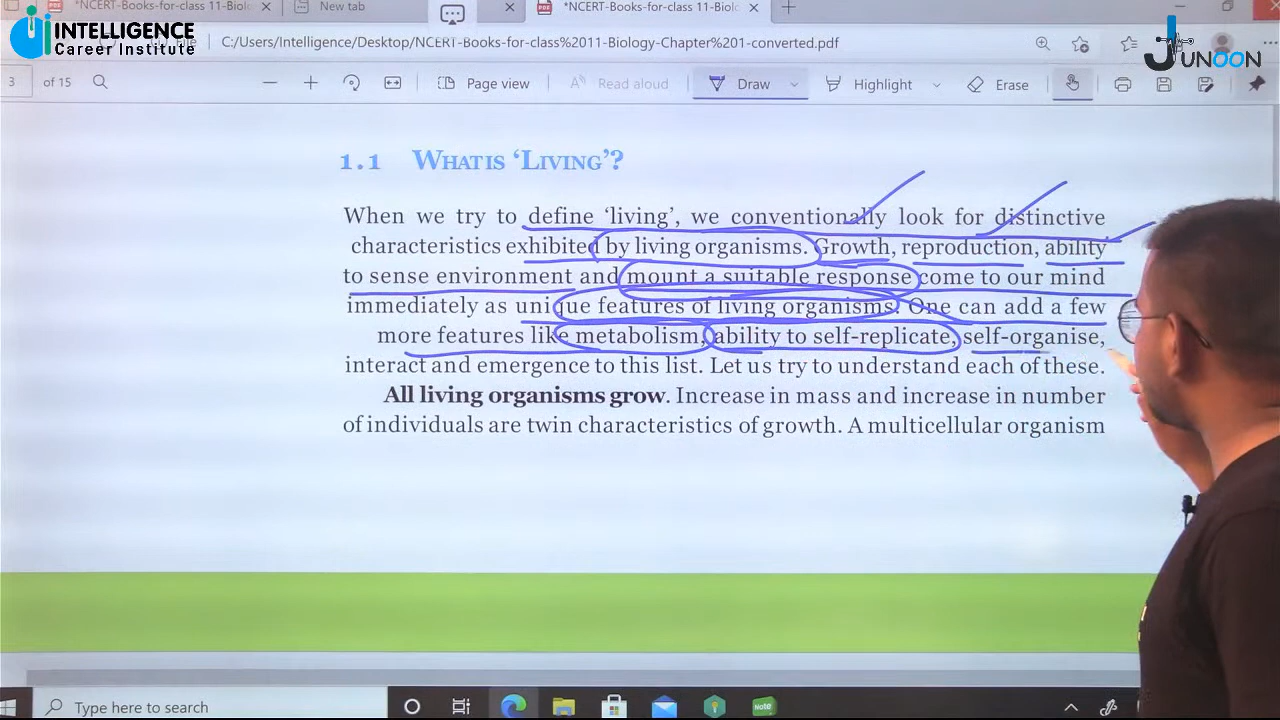 *NCERT-Books-for-class 11-Biol
New tab
*NCERT-Books-for-class 11-Biolo
INTELLIGENCE
Career Institute
File
C:/Users/Intelligence/Desktop/NCERT-Books-for-class%2011-Biology-Chapter%201-converted.pdf
JUNOON
3 of 15
Page view
Read aloud
Draw
Highlight
Erase
1.1 WHAT IS ‘LIVING’?
When we try to define ‘living’, we conventionally look for distinctive
characteristics exhibited by living organisms. Growth, reproduction, ability
to sense environment and mount a suitable response come to our mind
immediately as unique features of living organisms. One can add a few
more features like metabolism, ability to self-replicate, self-organise,
interact and emergence to this list. Let us try to understand each of these.
All living organisms grow. Increase in mass and increase in number
of individuals are twin characteristics of growth. A multicellular organism
Type here to search
Note